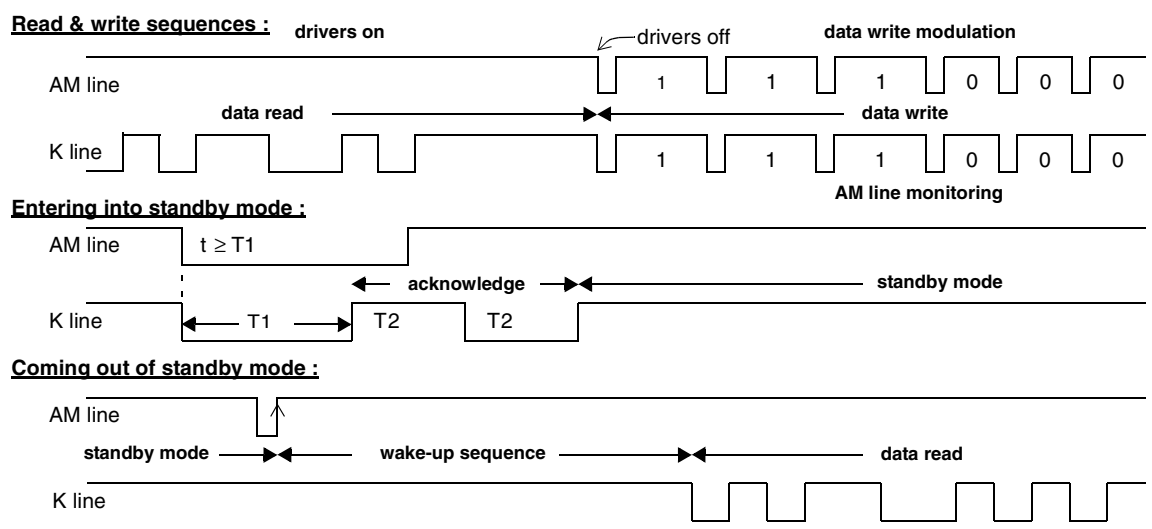 Read & write sequences : drivers on drivers off data write modulation
AM line 1 1 1 0 0 0
data read data write
K line 1 1 1 0 0 0
AM line monitoring
Entering into standby mode :
AM line t ≥ T1
acknowledge standby mode
K line T1 T2 T2
Coming out of standby mode :
AM line
standby mode wake-up sequence data read
K line